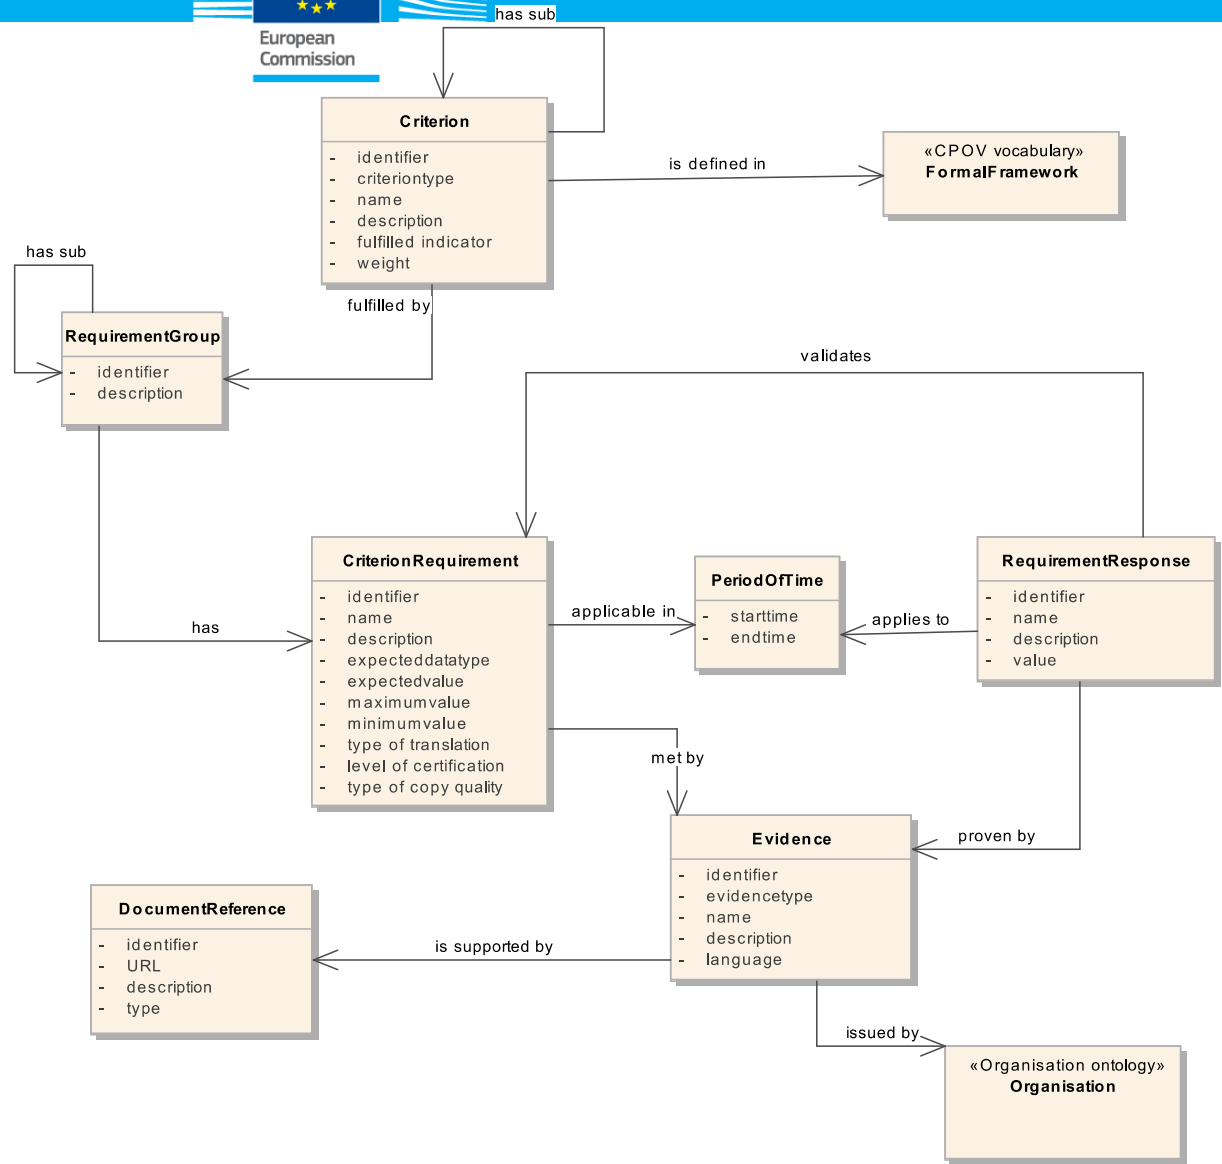 has sub
European
Commission
Criterion
- identifier
- criteriontype
- name
- description
- fulfilled indicator
- weight
is defined in
«CPOV vocabulary»
FormalFramework
has sub
fulfilled by
RequirementGroup
- identifier
- description
validates
has
CriterionRequirement
- identifier
- name
- description
- expecteddatatype
- expectedvalue
- maximumvalue
- minimumvalue
- type of translation
- level of certification
- type of copy quality
applicable in
PeriodOfTime
- starttime
- endtime
applies to
RequirementResponse
- identifier
- name
- description
- value
met by
proven by
Evidence
- identifier
- evidencetype
- name
- description
- language
is supported by
DocumentReference
- identifier
- URL
- description
- type
issued by
«Organisation ontology»
Organisation